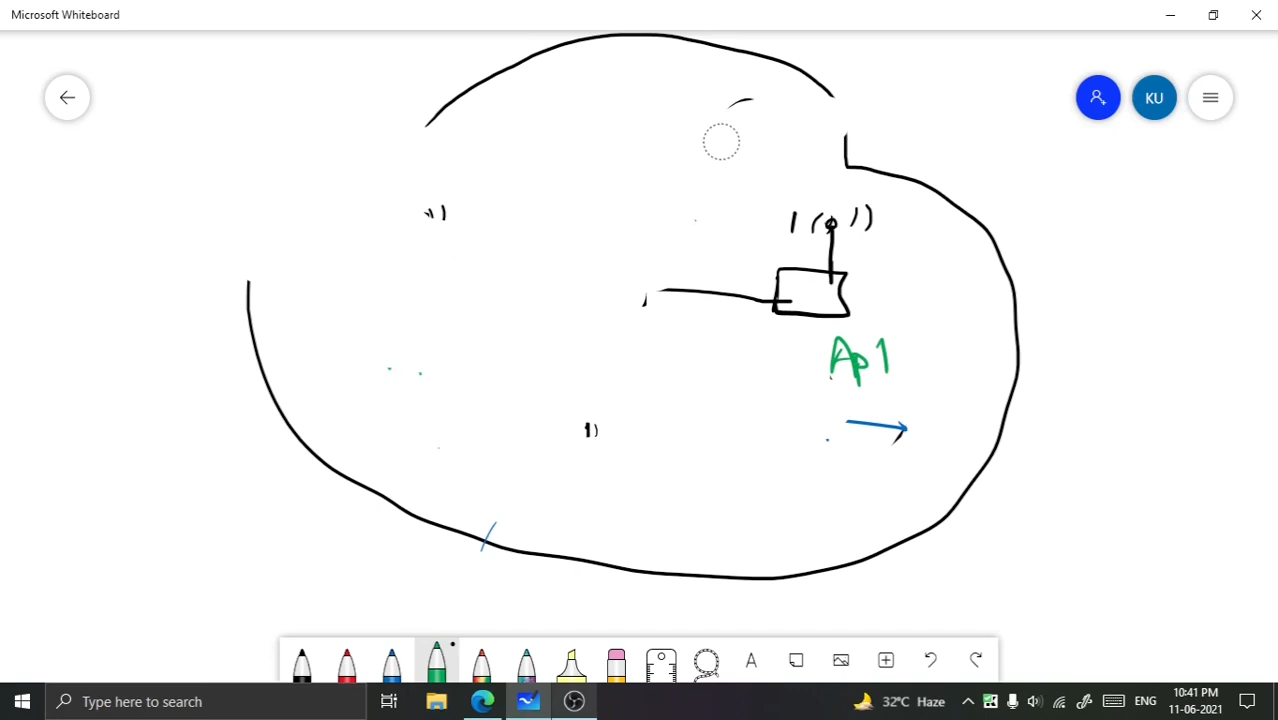 Microsoft Whiteboard
KU
Ap1
A
Type here to search
32°C Haze
ENG
10:41 PM
11-06-2021